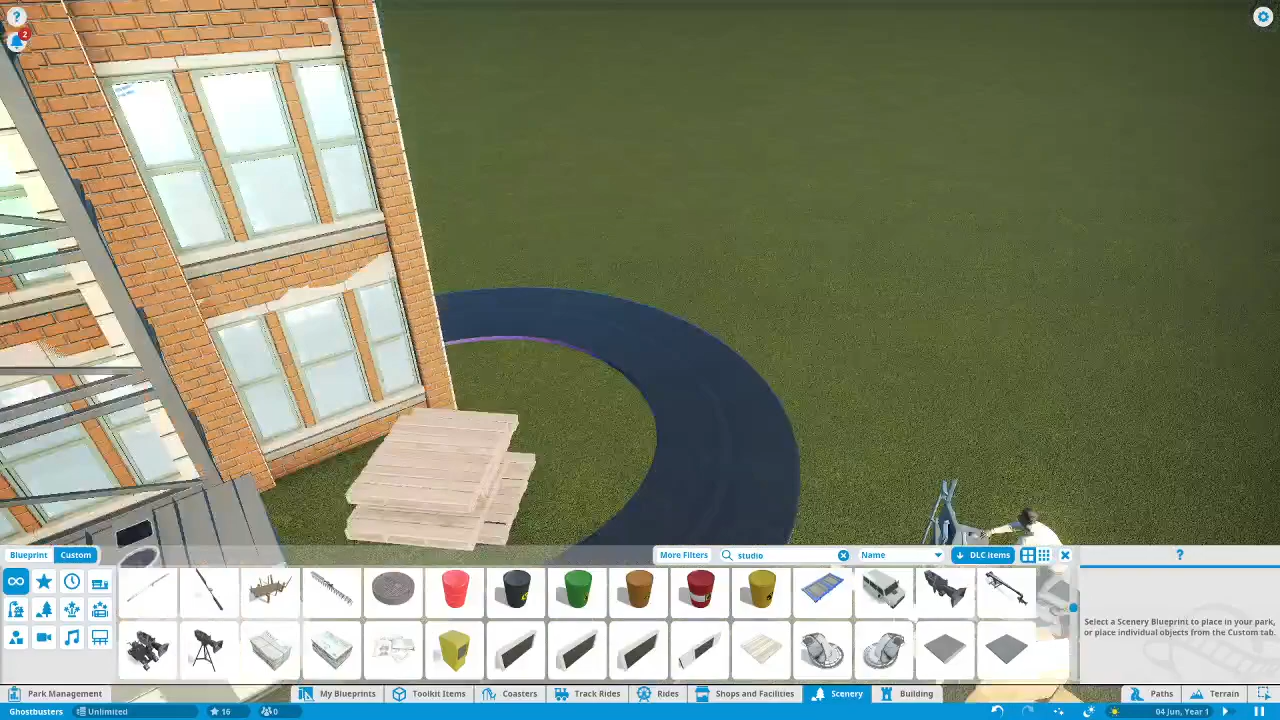 ?
2
Blueprint Custom More Filters studio Name DLC items ?
Select a Scenery Blueprint to place in your park,
or place individual objects from the Custom tab.
Park Management My Blueprints Toolkit Items Coasters Track Rides Rides Shops and Facilities Scenery Building Paths Terrain
Ghostbusters Unlimited 16 0 04 Jun, Year 1